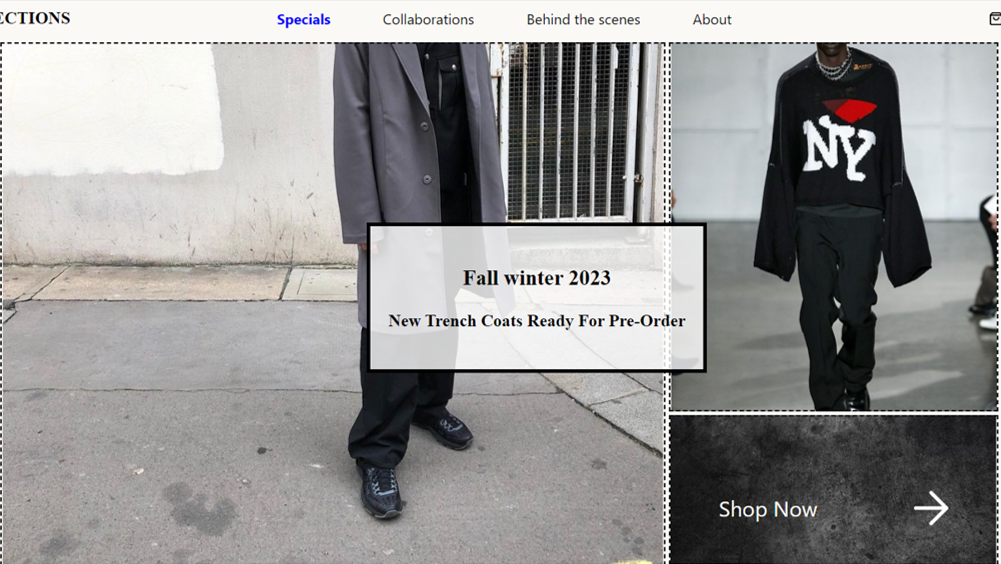 ECTIONS
Specials
Collaborations
Behind the scenes
About
NY
Fall winter 2023
New Trench Coats Ready For Pre-Order
Shop Now